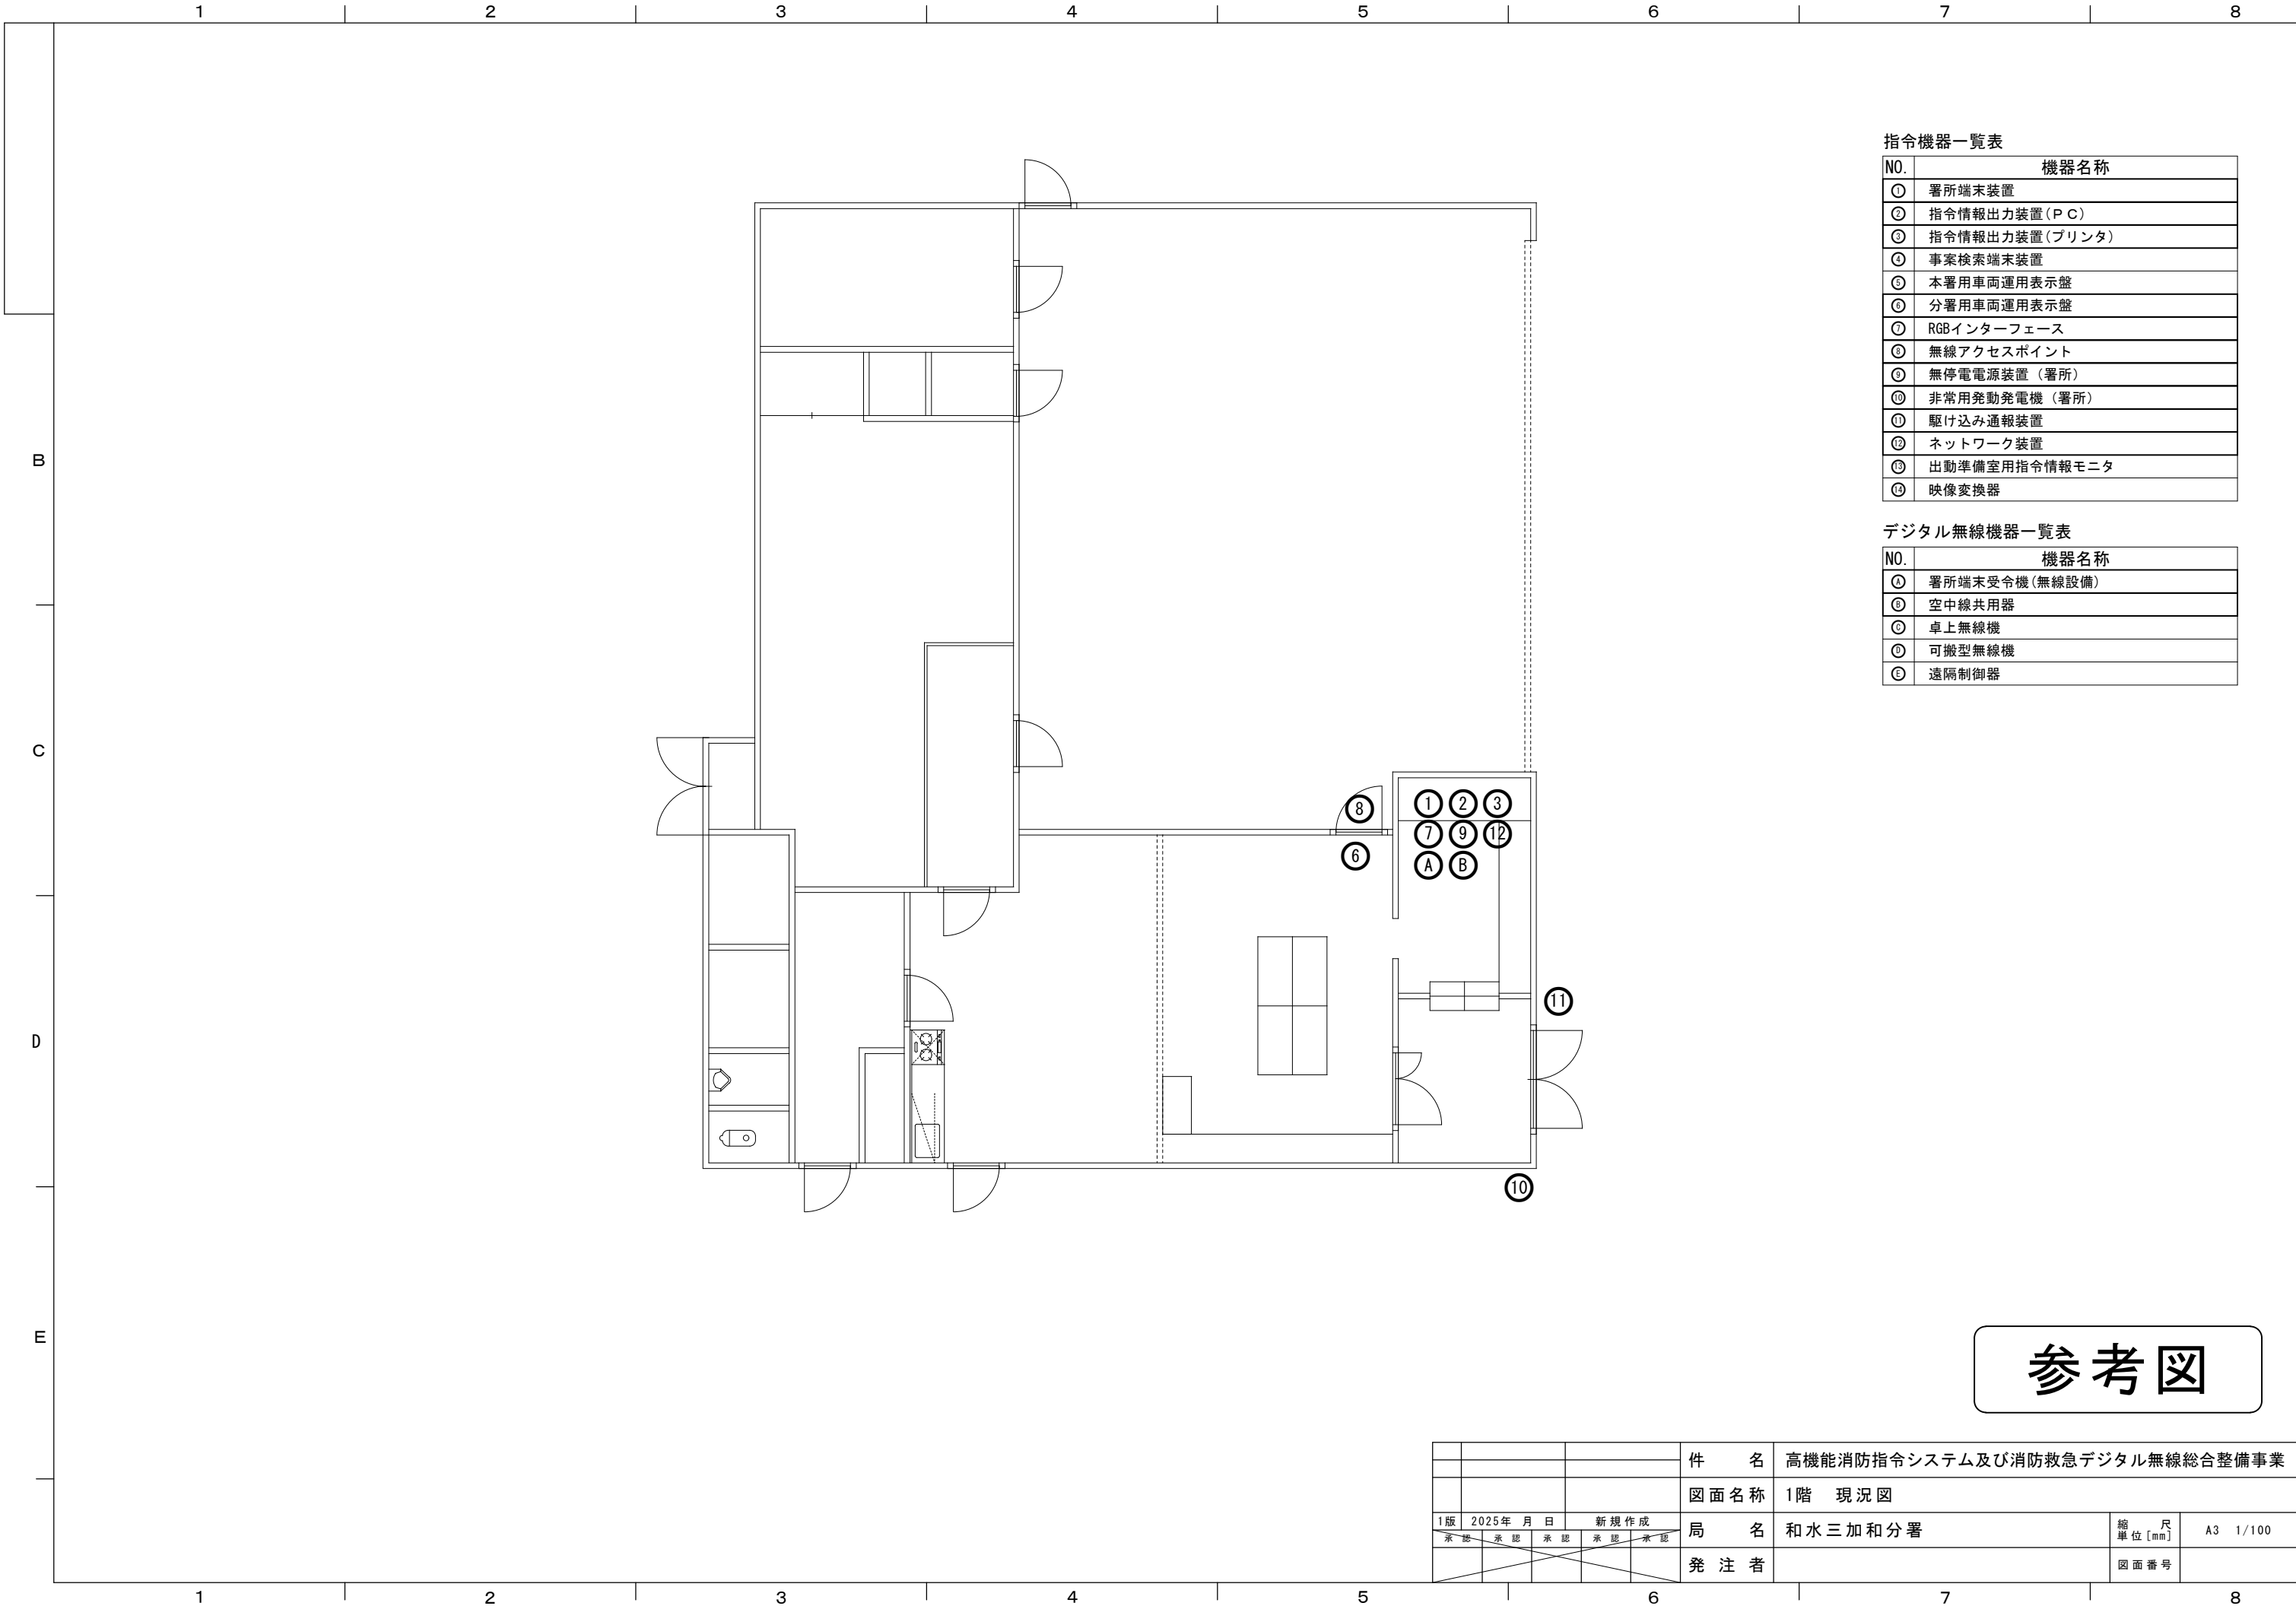 1 2 3 4 5 6 7 8
指令機器一覧表
NO. 機器名称
① 署所端末装置
② 指令情報出力装置(PC)
③ 指令情報出力装置(プリンタ)
④ 事案検索端末装置
⑤ 本署用車両運用表示盤
⑥ 分署用車両運用表示盤
⑦ RGBインターフェース
⑧ 無線アクセスポイント
⑨ 無停電電源装置（署所）
⑩ 非常用発動発電機（署所）
⑪ 駆け込み通報装置
⑫ ネットワーク装置
⑬ 出動準備室用指令情報モニタ
⑭ 映像変換器
デジタル無線機器一覧表
NO. 機器名称
Ⓐ 署所端末受令機(無線設備)
Ⓑ 空中線共用器
Ⓒ 卓上無線機
Ⓓ 可搬型無線機
Ⓔ 遠隔制御器
B
C
D
E
⑧ ① ② ③
⑦ ⑨ ⑫
⑥ Ⓐ Ⓑ
⑪
⑩
参考図
件 名 高機能消防指令システム及び消防救急デジタル無線総合整備事業
図面名称 1階 現況図
1版 2025年 月 日 新規作成
承認 承認 承認 承認 承認
局 名 和水三加和分署
縮 尺
単位[mm]
A3 1/100
発注者
図面番号
1 2 3 4 5 6 7 8